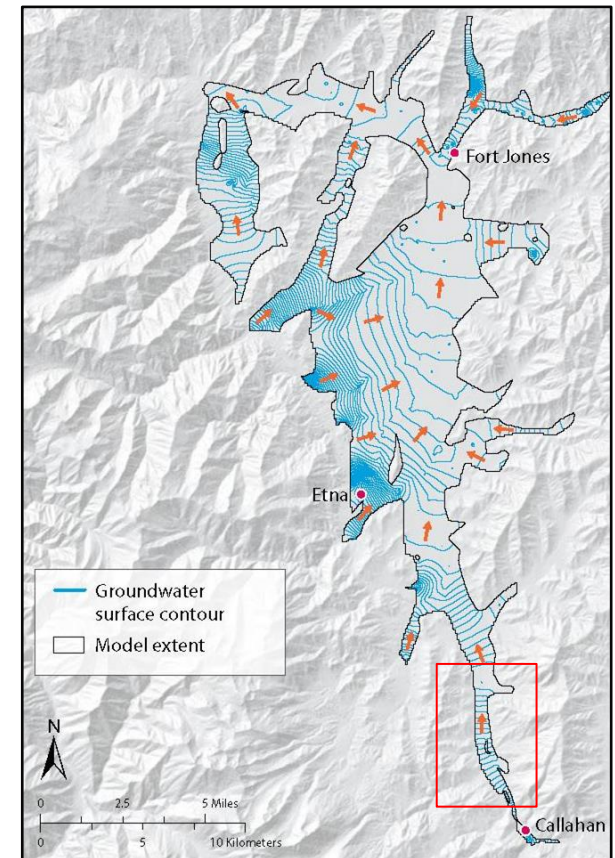 Fort Jones
Etna
Groundwater
surface contour
Model extent
N
0 2.5 5 Miles
0 5 10 Kilometers
Callahan